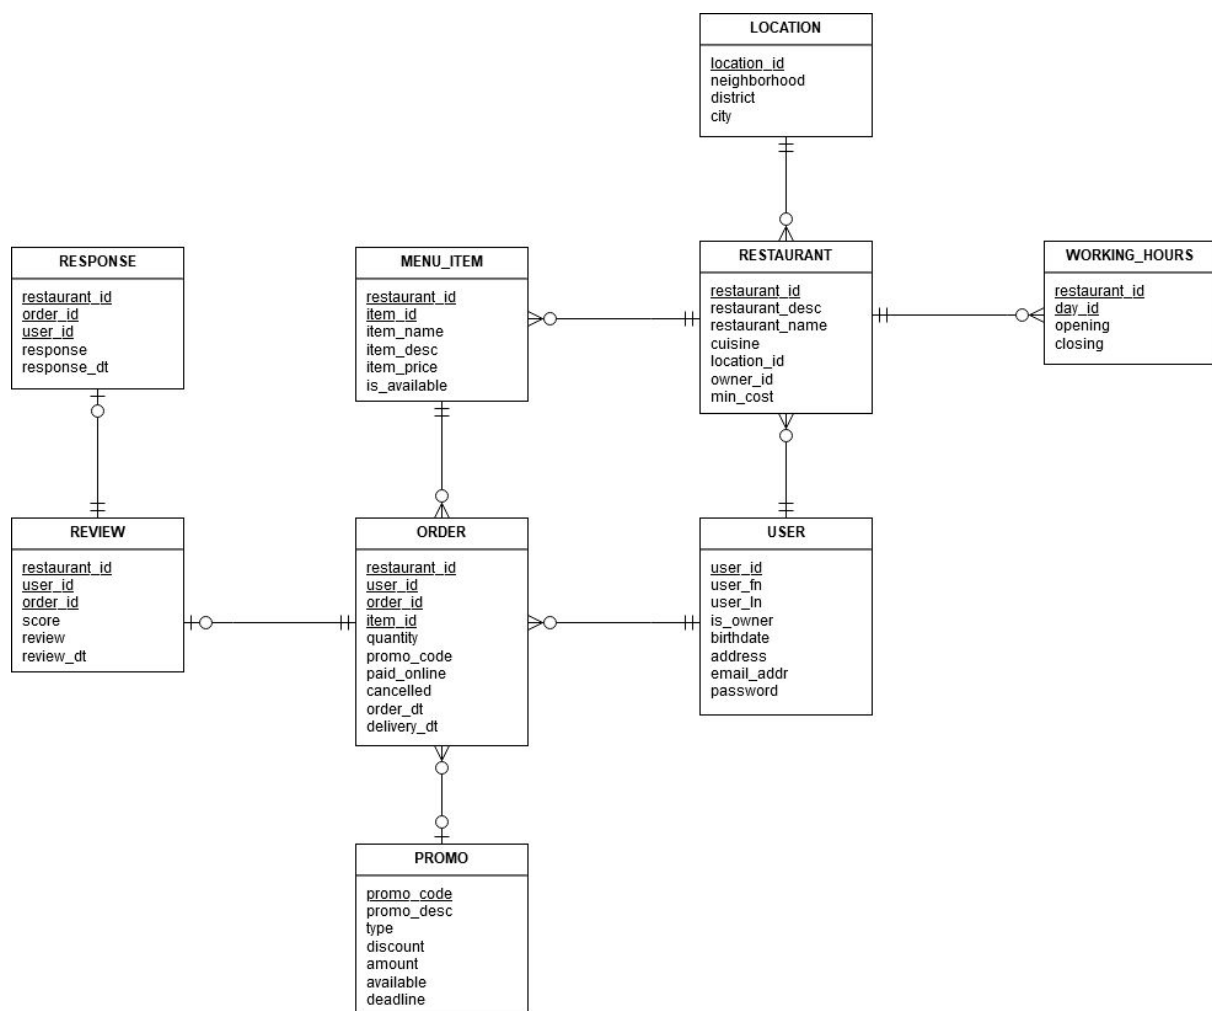 LOCATION
location_id
neighborhood
district
city
RESPONSE
restaurant_id
order_id
user_id
response
response_dt
MENU_ITEM
restaurant_id
item_id
item_name
item_desc
item_price
is_available
RESTAURANT
restaurant_id
restaurant_desc
restaurant_name
cuisine
location_id
owner_id
min_cost
WORKING_HOURS
restaurant_id
day_id
opening
closing
REVIEW
restaurant_id
user_id
order_id
score
review
review_dt
ORDER
restaurant_id
user_id
order_id
item_id
quantity
promo_code
paid_online
cancelled
order_dt
delivery_dt
USER
user_id
user_fn
user_ln
is_owner
birthdate
address
email_addr
password
PROMO
promo_code
promo_desc
type
discount
amount
available
deadline